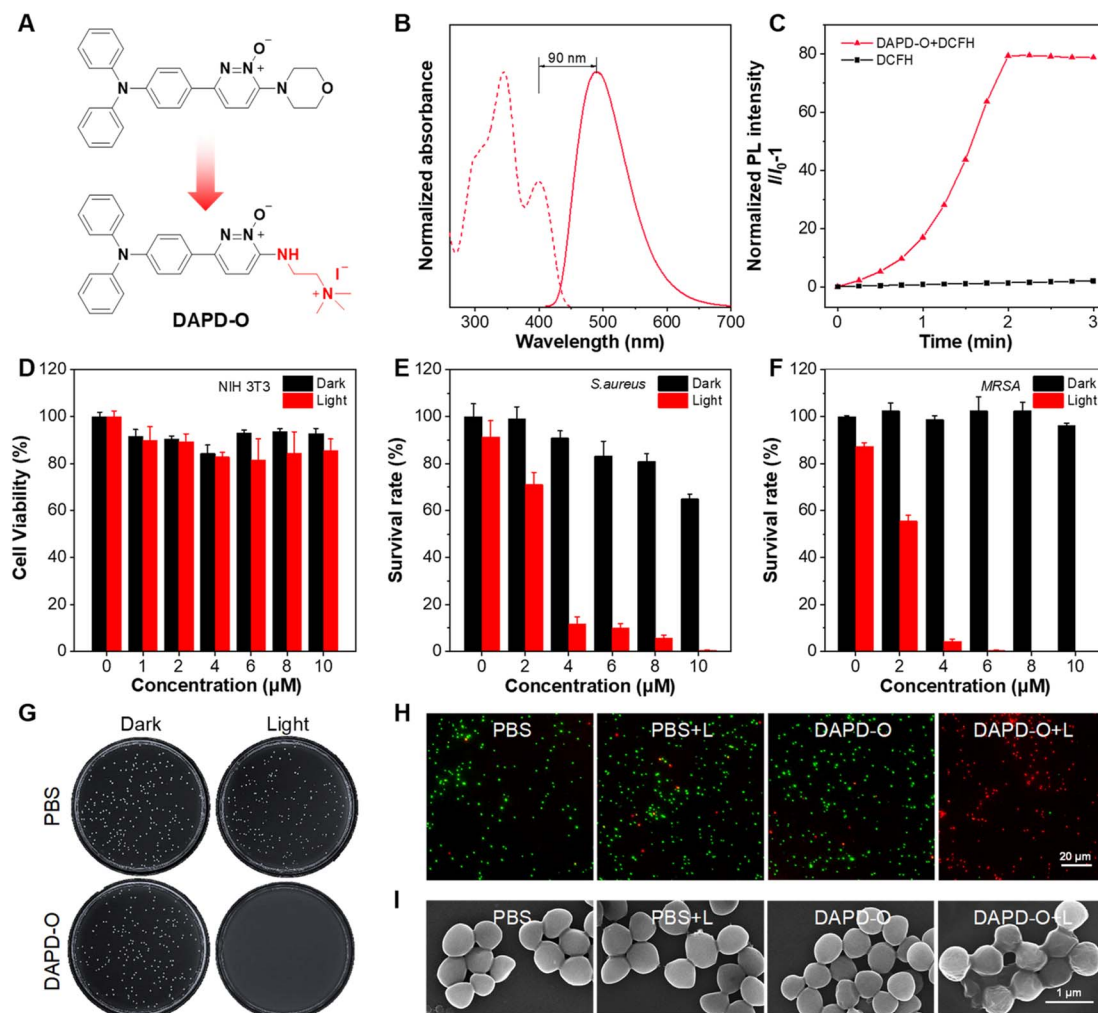 A
O⁻
N
N–N
+
N
O
O⁻
N
N–N
+
NH
I⁻
N
+
DAPD-O
B
90 nm
Normalized absorbance
300 400 500 600 700
Wavelength (nm)
C
DAPD-O+DCFH
DCFH
Normalized PL intensity
I/I₀-1
80
60
40
20
0
0 1 2 3
Time (min)
D
NIH 3T3
Dark
Light
Cell Viability (%)
120
100
80
60
40
20
0
0 1 2 4 6 8 10
Concentration (µM)
E
S.aureus
Dark
Light
Survival rate (%)
120
100
80
60
40
20
0
0 2 4 6 8 10
Concentration (µM)
F
MRSA
Dark
Light
Survival rate (%)
120
100
80
60
40
20
0
0 2 4 6 8 10
Concentration (µM)
G
Dark Light
PBS
DAPD-O
H
PBS PBS+L DAPD-O DAPD-O+L
20 µm
I
PBS PBS+L DAPD-O DAPD-O+L
1 µm